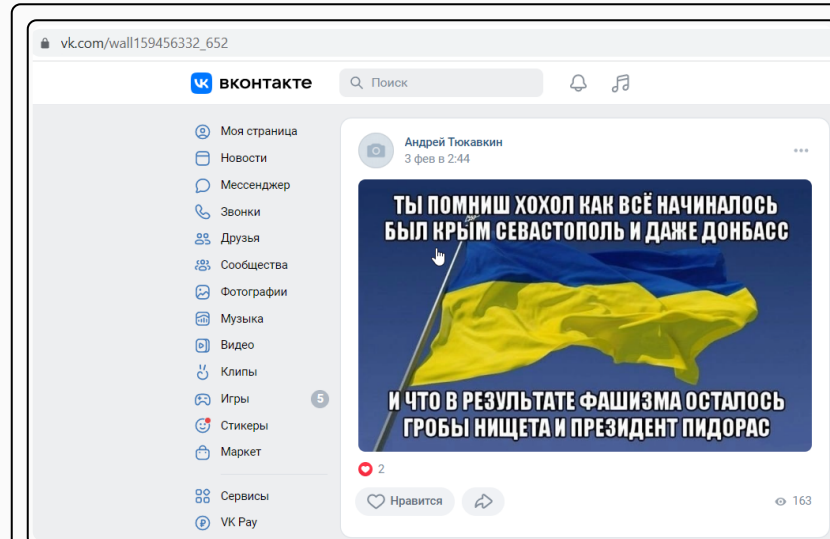 vk.com/wall159456332_652
вконтакте
Поиск
Моя страница
Новости
Мессенджер
Звонки
Друзья
Сообщества
Фотографии
Музыка
Видео
Клипы
Игры 5
Стикеры
Маркет
Сервисы
VK Pay
Андрей Тюкавкин
3 фев в 2:44
ТЫ ПОМНИШ ХОХОЛ КАК ВСЁ НАЧИНАЛОСЬ
БЫЛ КРЫМ СЕВАСТОПОЛЬ И ДАЖЕ ДОНБАСС
И ЧТО В РЕЗУЛЬТАТЕ ФАШИЗМА ОСТАЛОСЬ
ГРОБЫ НИЩЕТА И ПРЕЗИДЕНТ ПИДОРАС
2
Нравится
163